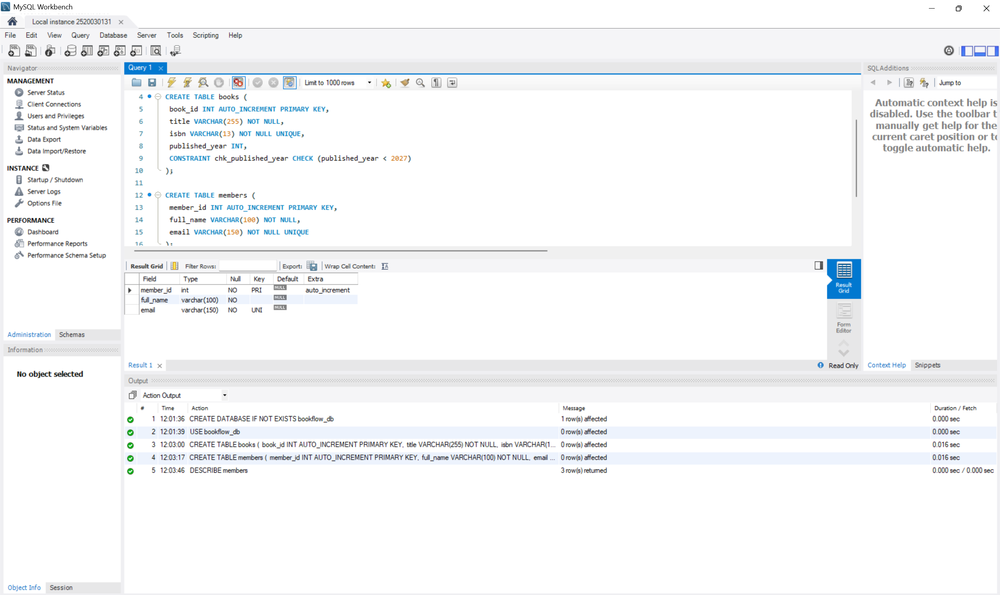 MySQL Workbench
Local instance 2520030131
File Edit View Query Database Server Tools Scripting Help
Navigator
MANAGEMENT
Server Status
Client Connections
Users and Privileges
Status and System Variables
Data Export
Data Import/Restore
INSTANCE
Startup / Shutdown
Server Logs
Options File
PERFORMANCE
Dashboard
Performance Reports
Performance Schema Setup
Administration Schemas
Information
No object selected
Object Info Session
Query 1
Limit to 1000 rows
4 CREATE TABLE books (
5 book_id INT AUTO_INCREMENT PRIMARY KEY,
6 title VARCHAR(255) NOT NULL,
7 isbn VARCHAR(13) NOT NULL UNIQUE,
8 published_year INT,
9 CONSTRAINT chk_published_year CHECK (published_year < 2027)
10 );
11
12 CREATE TABLE members (
13 member_id INT AUTO_INCREMENT PRIMARY KEY,
14 full_name VARCHAR(100) NOT NULL,
15 email VARCHAR(150) NOT NULL UNIQUE
16 );
Result Grid Filter Rows: Export: Wrap Cell Content:
Field Type Null Key Default Extra
member_id int NO PRI NULL auto_increment
full_name varchar(100) NO NULL
email varchar(150) NO UNI NULL
Result Grid
Form Editor
Result 1 Read Only
SQLAdditions
Jump to
Automatic context help is
disabled. Use the toolbar t
manually get help for the
current caret position or to
toggle automatic help.
Context Help Snippets
Output
Action Output
# Time Action Message Duration / Fetch
1 12:01:36 CREATE DATABASE IF NOT EXISTS bookflow_db 1 row(s) affected 0.000 sec
2 12:01:39 USE bookflow_db 0 row(s) affected 0.000 sec
3 12:03:00 CREATE TABLE books ( book_id INT AUTO_INCREMENT PRIMARY KEY, title VARCHAR(255) NOT NULL, isbn VARCHAR(1... 0 row(s) affected 0.016 sec
4 12:03:17 CREATE TABLE members ( member_id INT AUTO_INCREMENT PRIMARY KEY, full_name VARCHAR(100) NOT NULL, email ... 0 row(s) affected 0.016 sec
5 12:03:46 DESCRIBE members 3 row(s) returned 0.000 sec / 0.000 sec